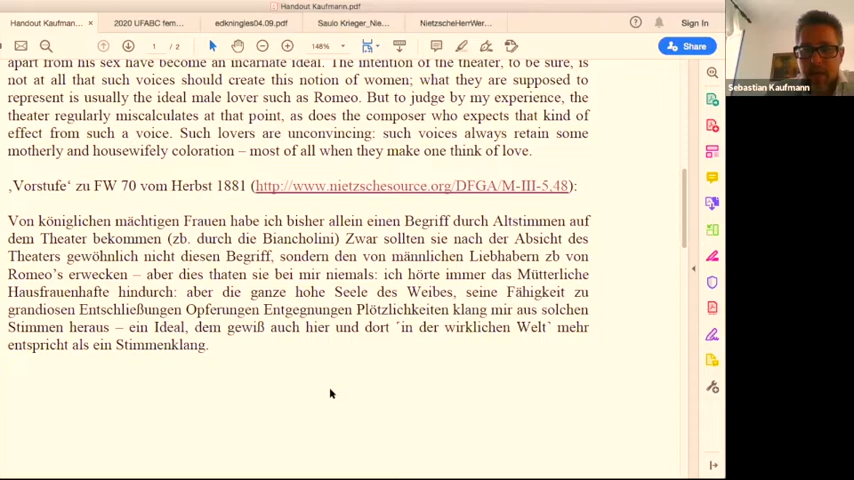 Handout Kaufmann.pdf
Handout Kaufman... ×
2020 UFABC fem...
edkningles04.09.pdf
Saulo Krieger_Nie...
NietzscheHerrWer...
Sign In
1 / 2
148%
Share
apart from his sex have become an incarnate ideal. The intention of the theater, to be sure, is
not at all that such voices should create this notion of women; what they are supposed to
represent is usually the ideal male lover such as Romeo. But to judge by my experience, the
theater regularly miscalculates at that point, as does the composer who expects that kind of
effect from such a voice. Such lovers are unconvincing: such voices always retain some
motherly and housewifely coloration – most of all when they make one think of love.
‚Vorstufe‘ zu FW 70 vom Herbst 1881 (http://www.nietzschesource.org/DFGA/M-III-5,48):
Von königlichen mächtigen Frauen habe ich bisher allein einen Begriff durch Altstimmen auf
dem Theater bekommen (zb. durch die Biancholini) Zwar sollten sie nach der Absicht des
Theaters gewöhnlich nicht diesen Begriff, sondern den von männlichen Liebhabern zb von
Romeo's erwecken – aber dies thaten sie bei mir niemals: ich hörte immer das Mütterliche
Hausfrauenhafte hindurch: aber die ganze hohe Seele des Weibes, seine Fähigkeit zu
grandiosen Entschließungen Opferungen Entgegnungen Plötzlichkeiten klang mir aus solchen
Stimmen heraus – ein Ideal, dem gewiß auch hier und dort ´in der wirklichen Welt` mehr
entspricht als ein Stimmenklang.
Sebastian Kaufmann